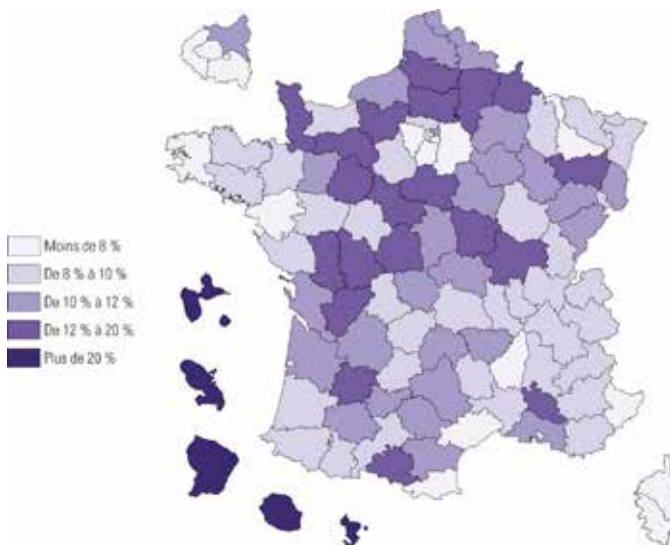 Moins de 8 %
De 8 % à 10 %
De 10 % à 12 %
De 12 % à 20 %
Plus de 20 %